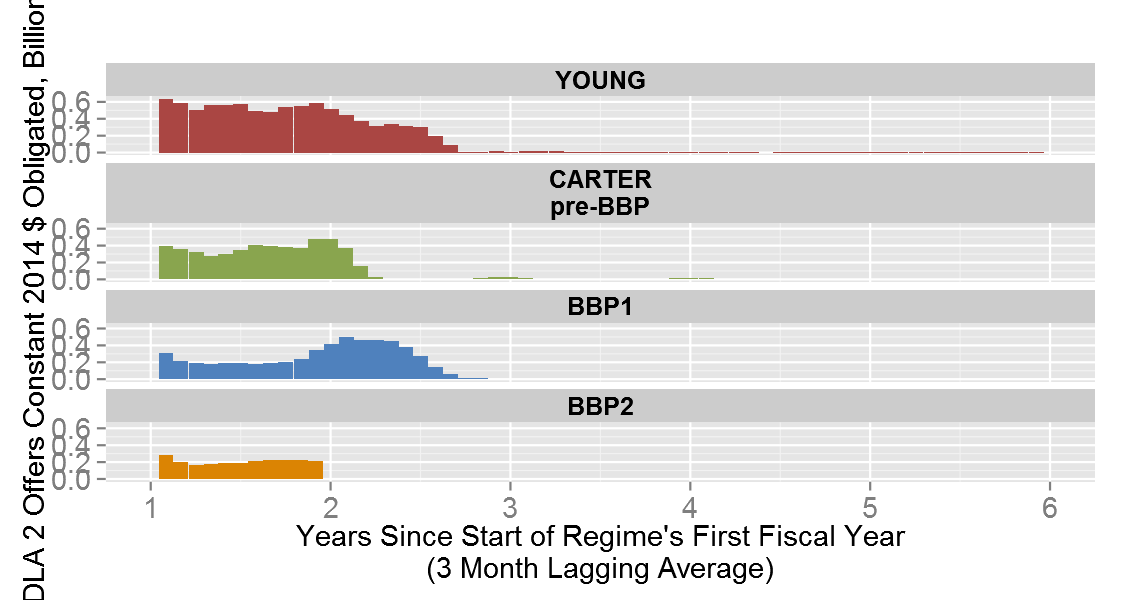 DLA 2 Offers Constant 2014 $ Obligated, Billion
YOUNG
0.6
0.4
0.2
0.0
CARTER
pre-BBP
0.6
0.4
0.2
0.0
BBP1
0.6
0.4
0.2
0.0
BBP2
0.6
0.4
0.2
0.0
1 2 3 4 5 6
Years Since Start of Regime's First Fiscal Year
(3 Month Lagging Average)